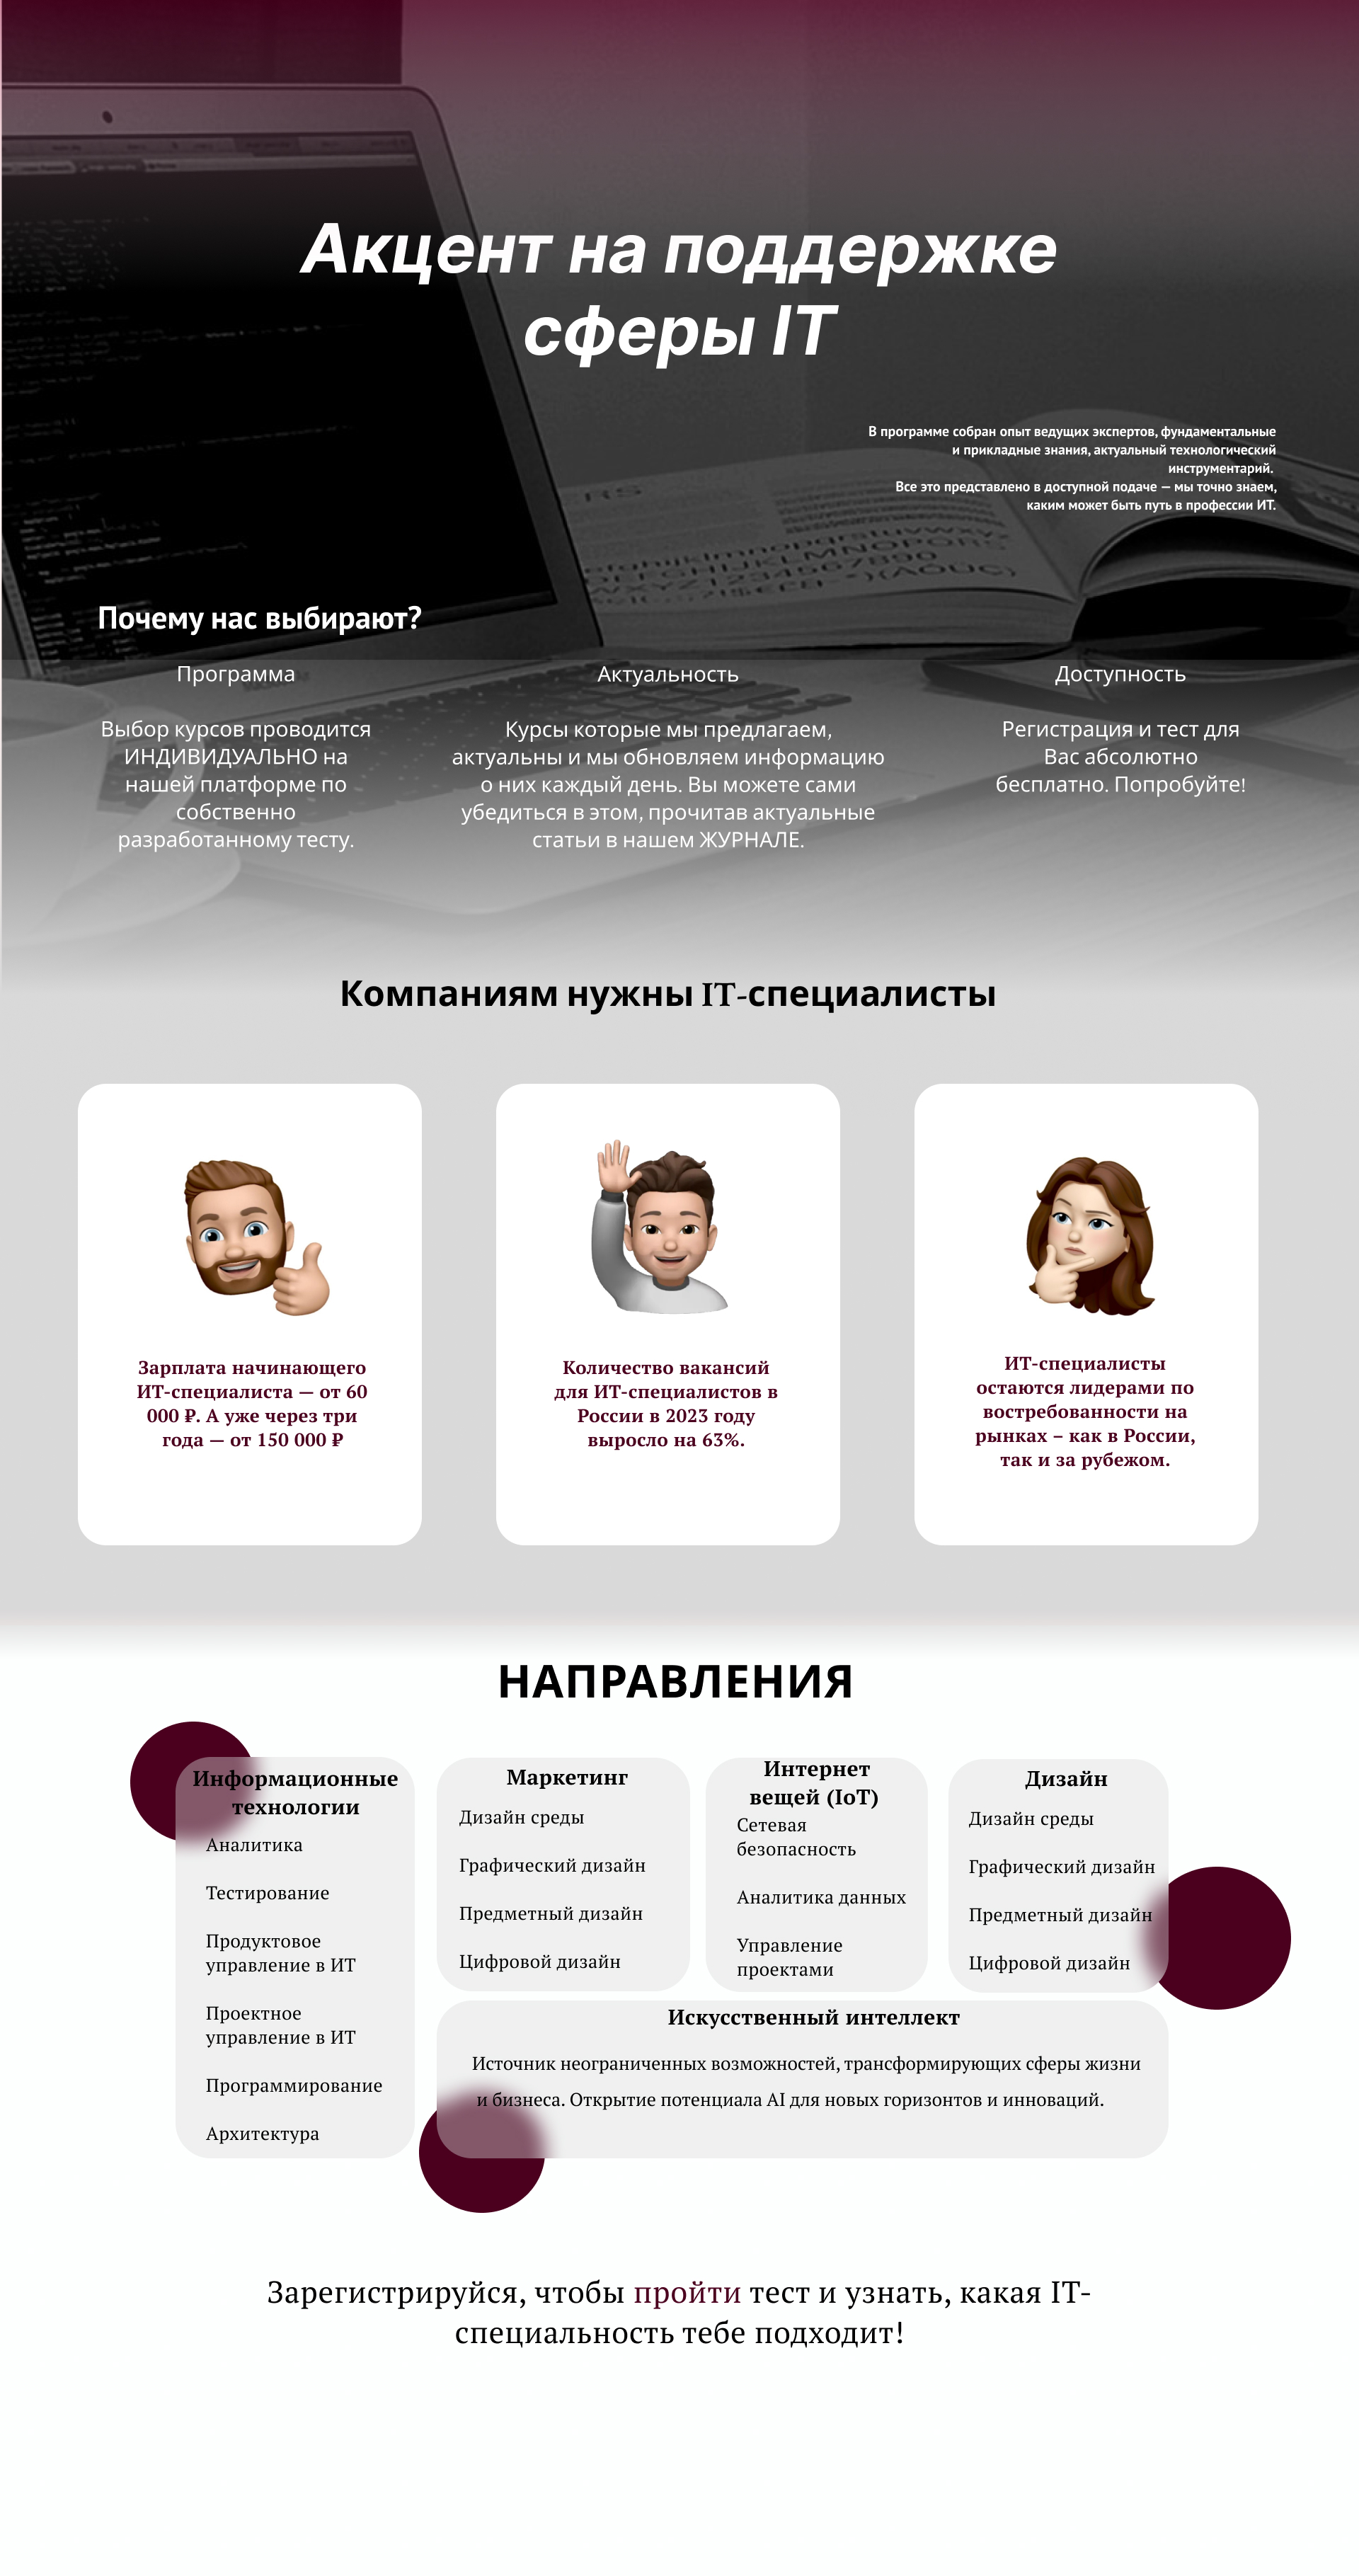 Акцент на поддержке
сферы IT
В программе собран опыт ведущих экспертов, фундаментальные
и прикладные знания, актуальный технологический
инструментарий.
Все это представлено в доступной подаче — мы точно знаем,
каким может быть путь в профессии ИТ.
Почему нас выбирают?
Программа
Выбор курсов проводится
ИНДИВИДУАЛЬНО на
нашей платформе по
собственно
разработанному тесту.
Актуальность
Курсы которые мы предлагаем,
актуальны и мы обновляем информацию
о них каждый день. Вы можете сами
убедиться в этом, прочитав актуальные
статьи в нашем ЖУРНАЛЕ.
Доступность
Регистрация и тест для
Вас абсолютно
бесплатно. Попробуйте!
Компаниям нужны IT-специалисты
Зарплата начинающего
ИТ-специалиста — от 60
000 ₽. А уже через три
года — от 150 000 ₽
Количество вакансий
для ИТ-специалистов в
России в 2023 году
выросло на 63%.
ИТ-специалисты
остаются лидерами по
востребованности на
рынках – как в России,
так и за рубежом.
НАПРАВЛЕНИЯ
Информационные
технологии
Аналитика
Тестирование
Продуктовое
управление в ИТ
Проектное
управление в ИТ
Программирование
Архитектура
Маркетинг
Дизайн среды
Графический дизайн
Предметный дизайн
Цифровой дизайн
Интернет
вещей (IoT)
Сетевая
безопасность
Аналитика данных
Управление
проектами
Дизайн
Дизайн среды
Графический дизайн
Предметный дизайн
Цифровой дизайн
Искусственный интеллект
Источник неограниченных возможностей, трансформирующих сферы жизни
и бизнеса. Открытие потенциала AI для новых горизонтов и инноваций.
Зарегистрируйся, чтобы пройти тест и узнать, какая IT-
специальность тебе подходит!